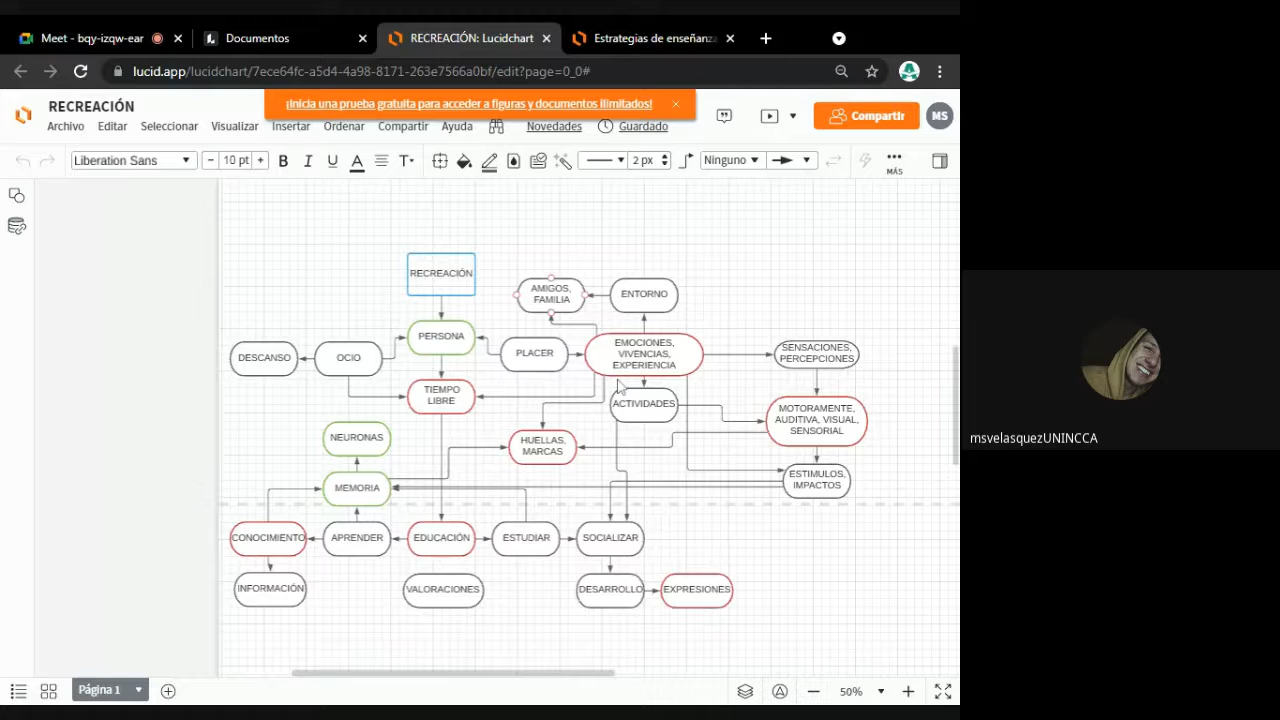 Meet - bqy-izqw-ear
Documentos
RECREACIÓN: Lucidchart
Estrategias de enseñanza
lucid.app/lucidchart/7ece64fc-a5d4-4a98-8171-263e7566a0bf/edit?page=0_0#
RECREACIÓN
¡Inicia una prueba gratuita para acceder a figuras y documentos ilimitados!
Compartir
MS
Archivo Editar Seleccionar Visualizar Insertar Ordenar Compartir Ayuda Novedades Guardado
Liberation Sans
10 pt
B I U A T
2 px
Ninguno
MÁS
RECREACIÓN
AMIGOS,
FAMILIA
ENTORNO
PERSONA
DESCANSO
OCIO
PLACER
EMOCIONES,
VIVENCIAS,
EXPERIENCIA
SENSACIONES,
PERCEPCIONES
TIEMPO
LIBRE
ACTIVIDADES
MOTORAMENTE,
AUDITIVA, VISUAL,
SENSORIAL
NEURONAS
HUELLAS,
MARCAS
MEMORIA
ESTIMULOS,
IMPACTOS
CONOCIMIENTO
APRENDER
EDUCACIÓN
ESTUDIAR
SOCIALIZAR
INFORMACIÓN
VALORACIONES
DESARROLLO
EXPRESIONES
msvelasquezUNINCCA
Página 1
50%